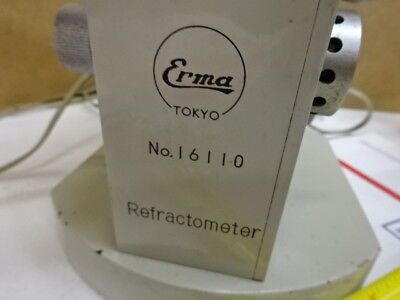 Erma
TOKYO
No.16110
Refractometer